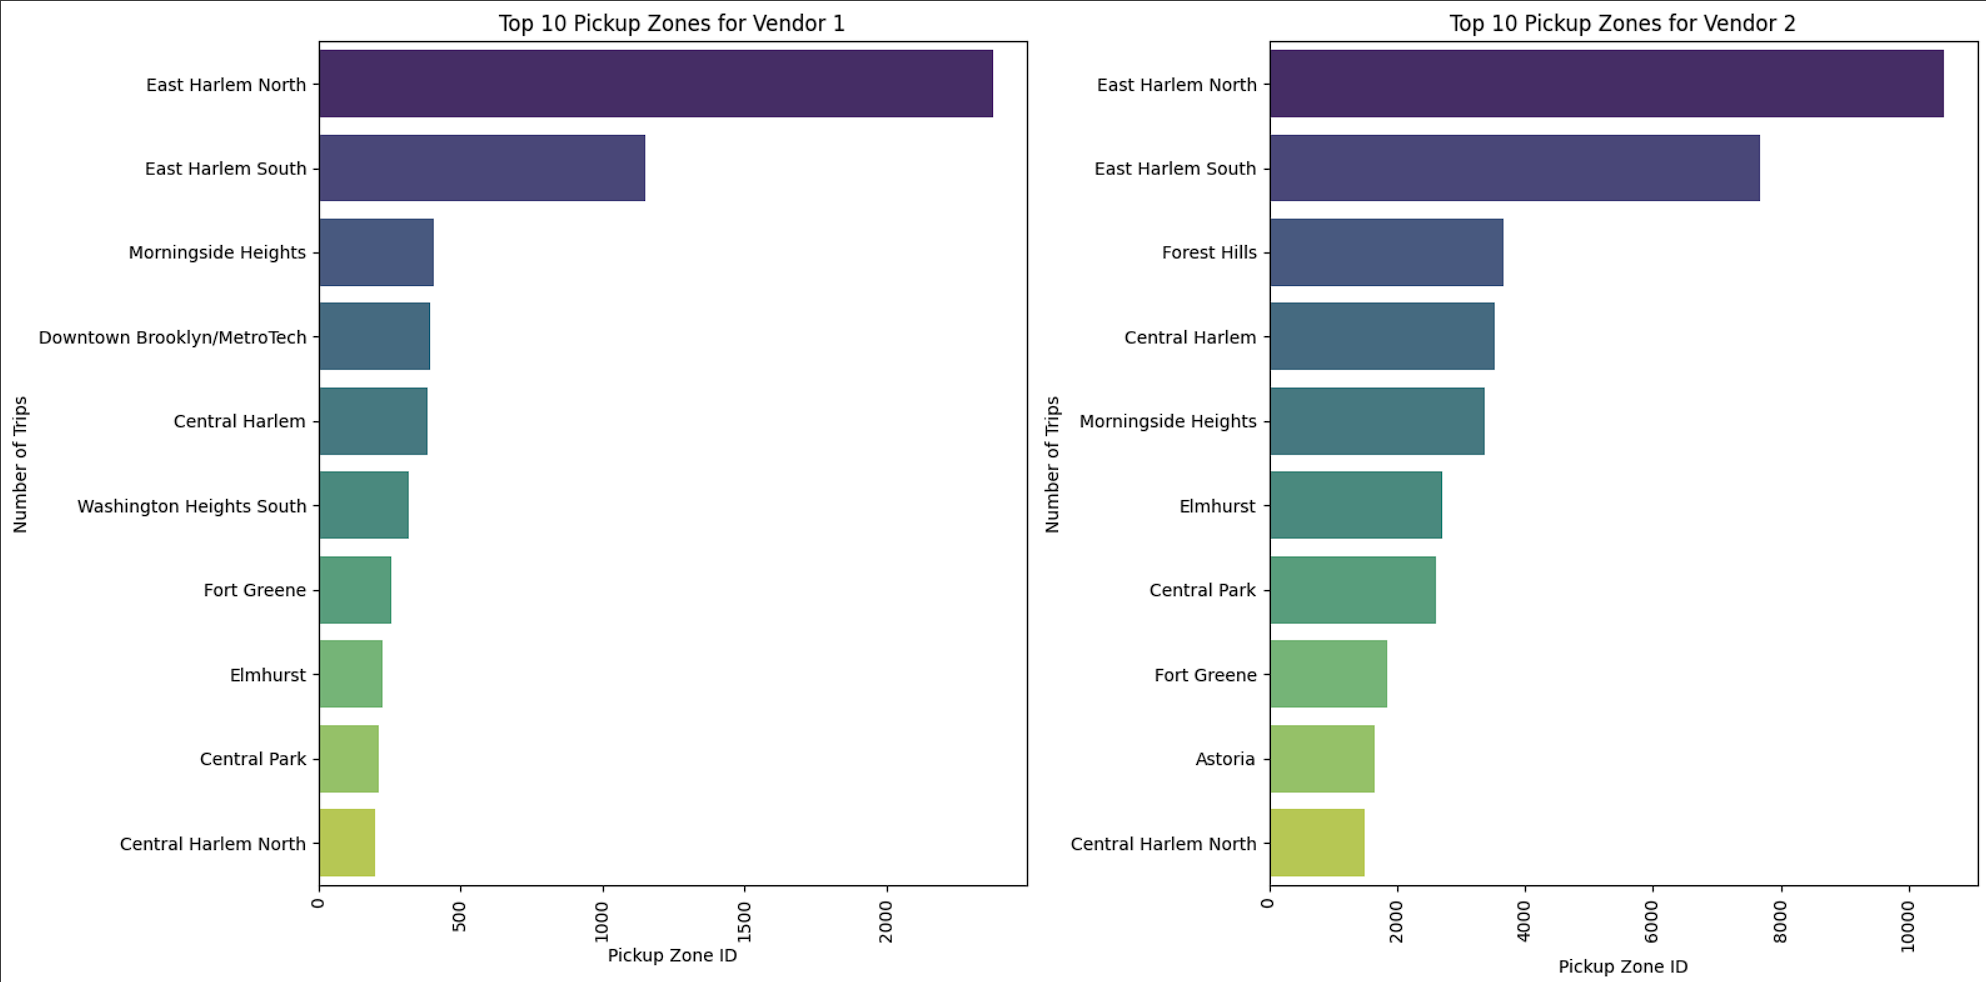 Top 10 Pickup Zones for Vendor 1
Number of Trips
East Harlem North
East Harlem South
Morningside Heights
Downtown Brooklyn/MetroTech
Central Harlem
Washington Heights South
Fort Greene
Elmhurst
Central Park
Central Harlem North
0
500
1000
1500
2000
Pickup Zone ID
Top 10 Pickup Zones for Vendor 2
Number of Trips
East Harlem North
East Harlem South
Forest Hills
Central Harlem
Morningside Heights
Elmhurst
Central Park
Fort Greene
Astoria
Central Harlem North
0
2000
4000
6000
8000
10000
Pickup Zone ID